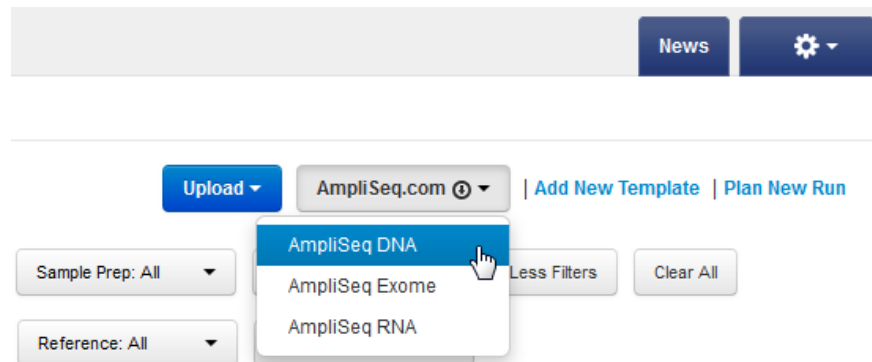 News
Upload AmpliSeq.com | Add New Template | Plan New Run
AmpliSeq DNA
Sample Prep: All Less Filters Clear All
AmpliSeq Exome
AmpliSeq RNA
Reference: All